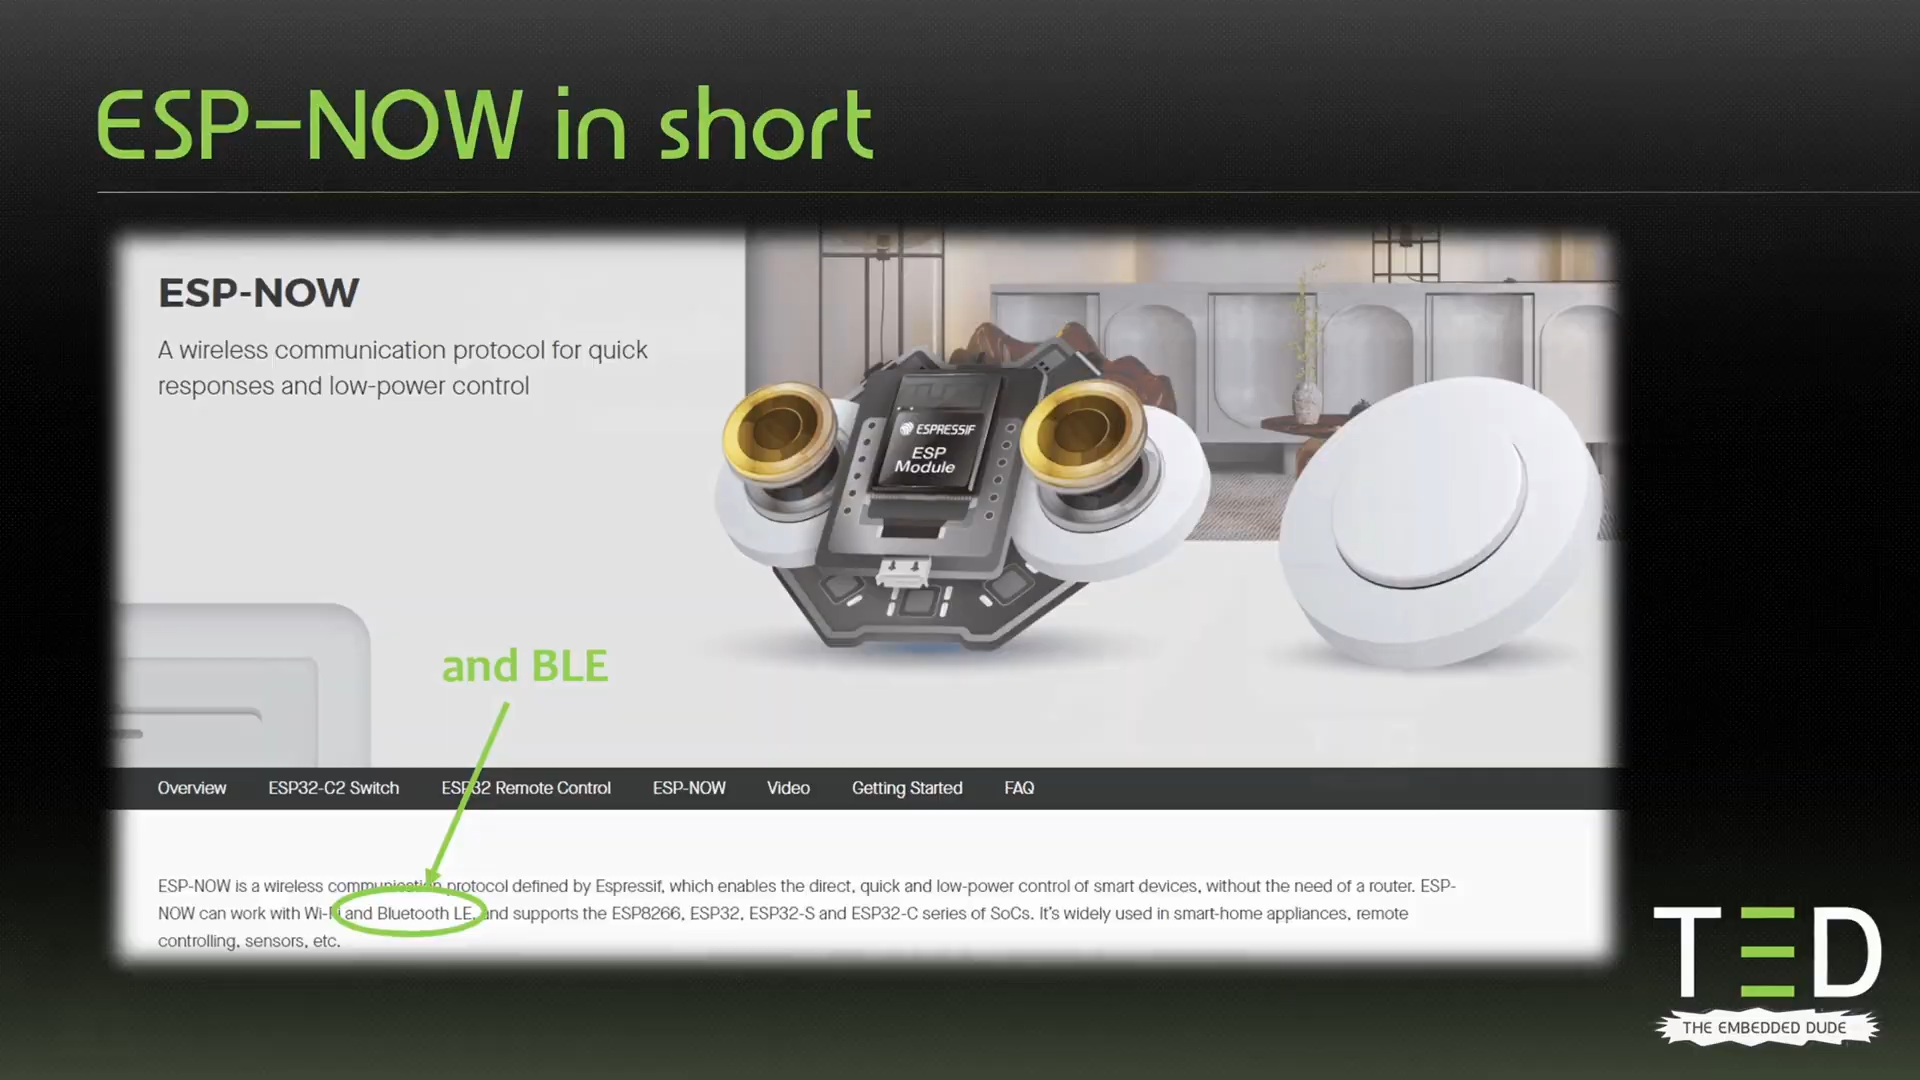 ESP-NOW in short
ESP-NOW
A wireless communication protocol for quick
responses and low-power control
ESPRESSIF
ESP
Module
and BLE
Overview ESP32-C2 Switch ESP32 Remote Control ESP-NOW Video Getting Started FAQ
ESP-NOW is a wireless communication protocol defined by Espressif, which enables the direct, quick and low-power control of smart devices, without the need of a router. ESP-
NOW can work with Wi-Fi and Bluetooth LE, and supports the ESP8266, ESP32, ESP32-S and ESP32-C series of SoCs. It's widely used in smart-home appliances, remote
controlling, sensors, etc.
TED
THE EMBEDDED DUDE